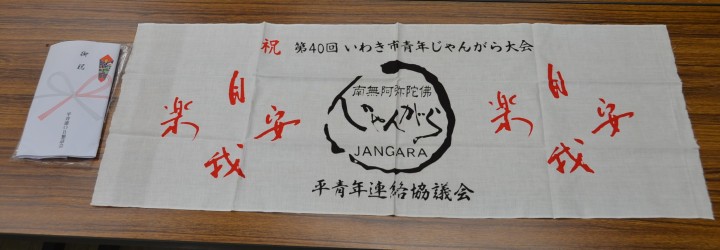 御祝
祝 第40回 いわき市青年じゃんがら大会
自安我楽
南無阿弥陀佛
じゃんがら
JANGARA
自安我楽
平青年連絡協議会